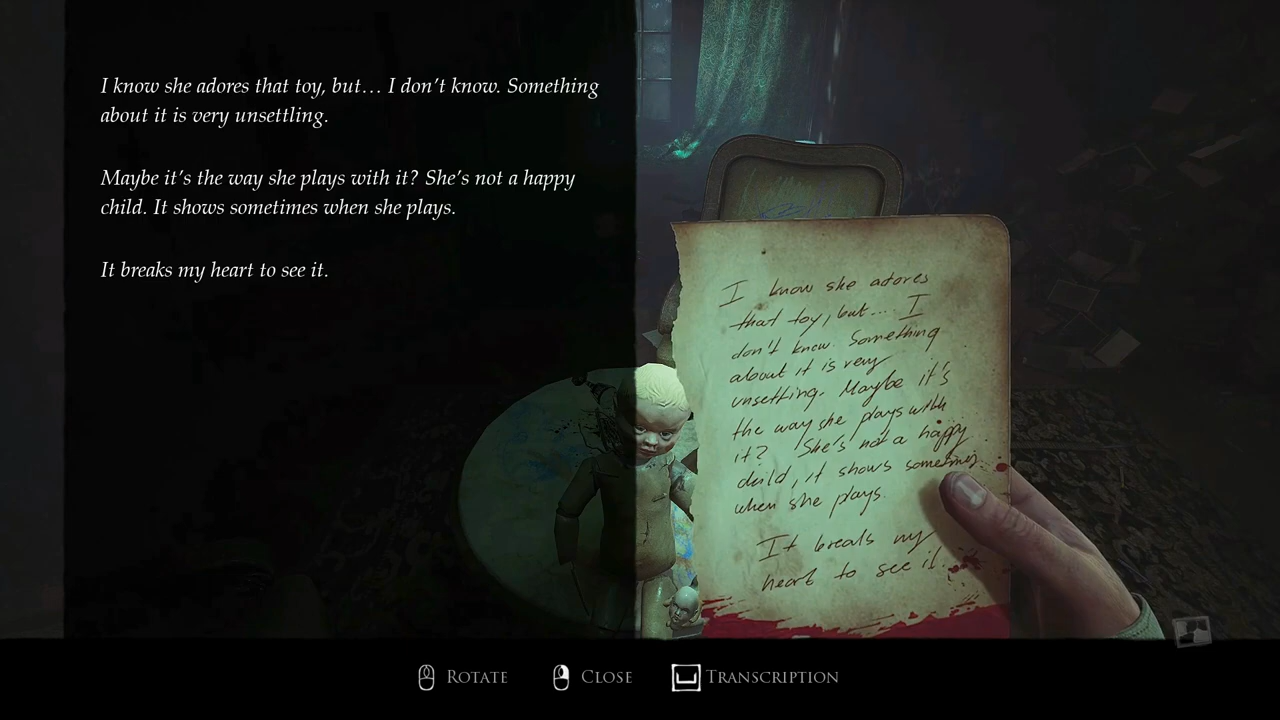 I know she adores that toy, but… I don't know. Something
about it is very unsettling.
Maybe it's the way she plays with it? She's not a happy
child. It shows sometimes when she plays.
It breaks my heart to see it.
I know she adores
that toy, but... I
don't know. Something
about it is very
unsettling. Maybe it's
the way she plays with
it? She's not a happy
child, it shows sometimes
when she plays.
It breaks my
heart to see it.
ROTATE CLOSE TRANSCRIPTION